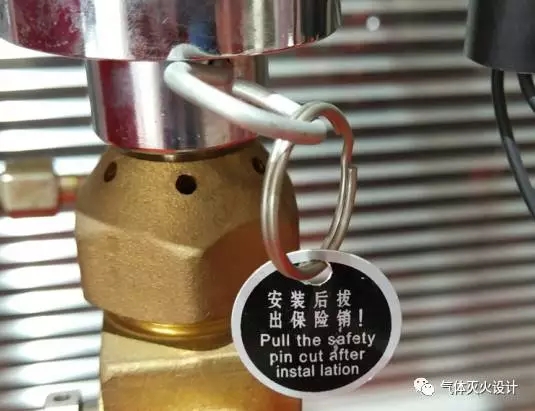 安装后拔
出保险销！
Pull the safety
pin cut after
instal lation
气体灭火设计